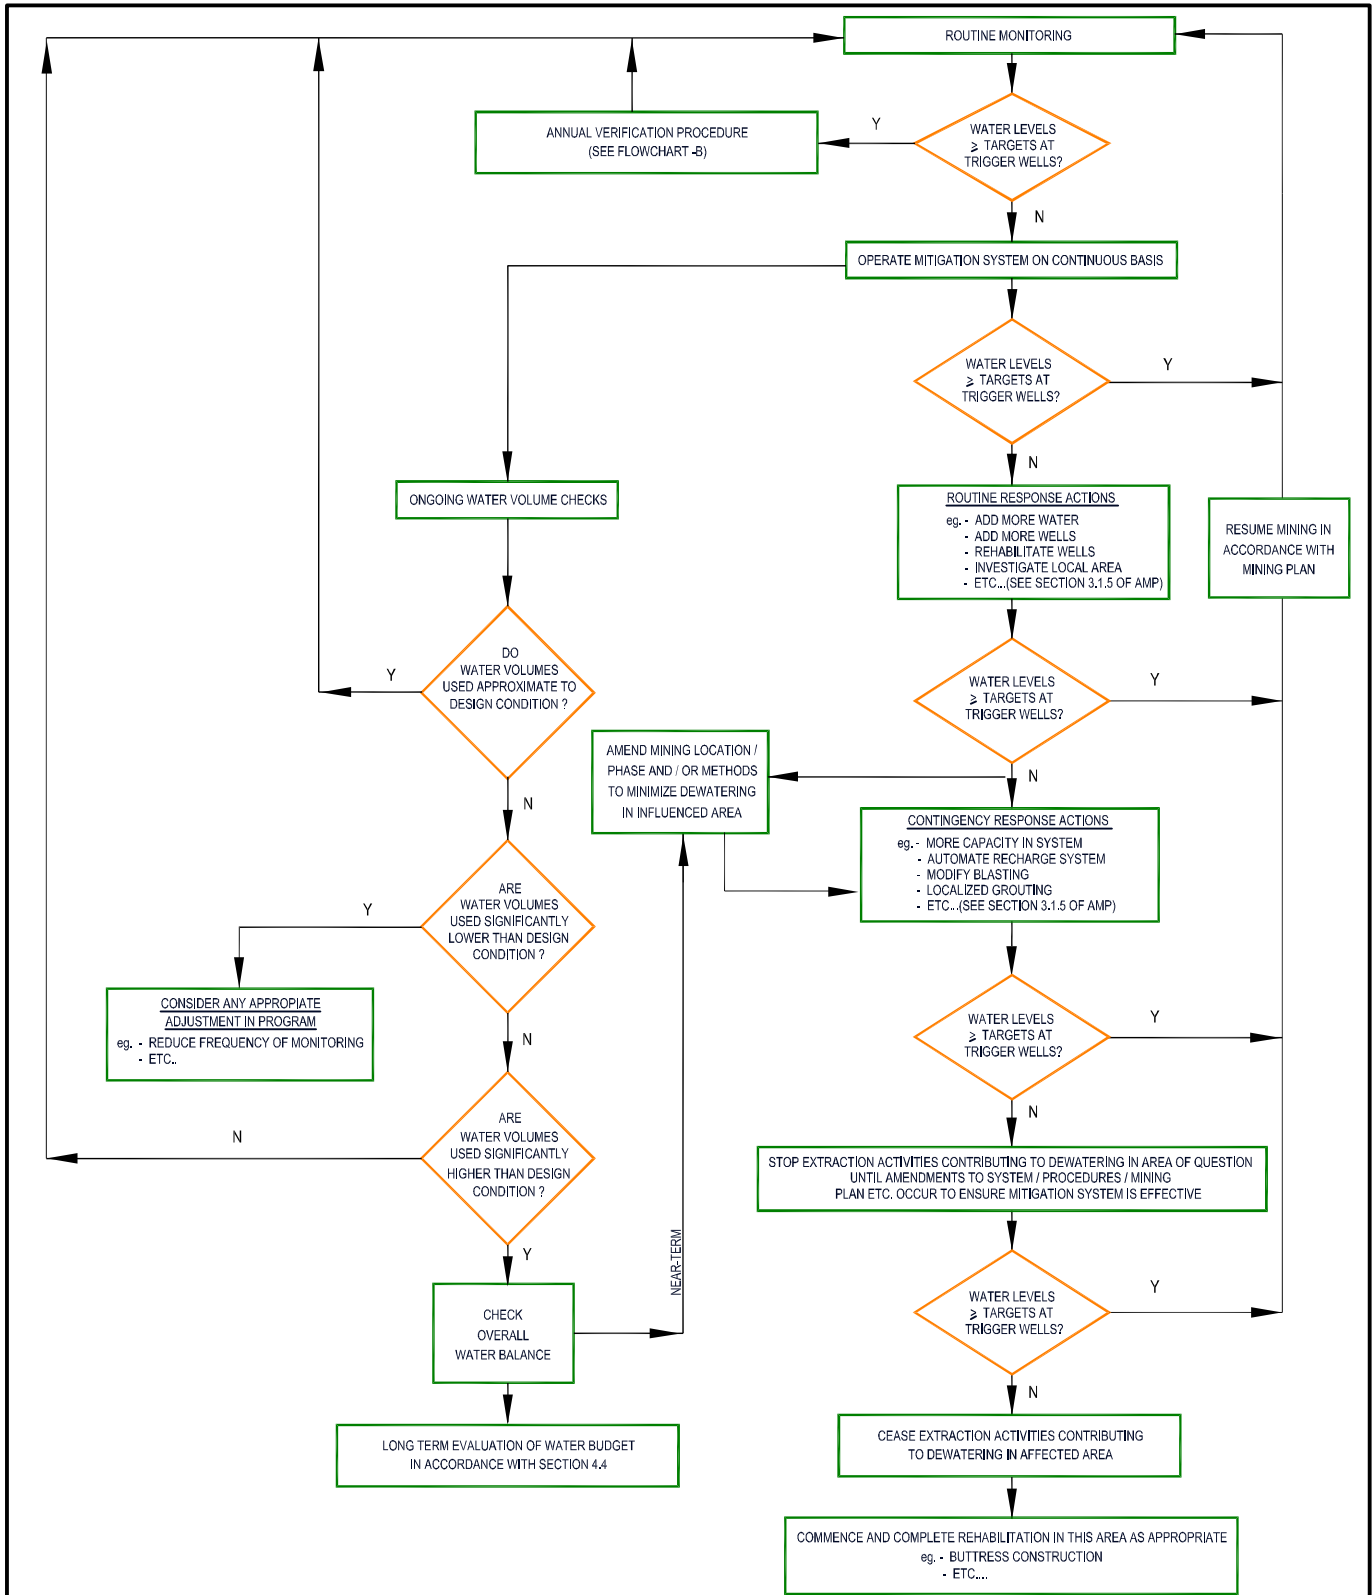 ROUTINE MONITORING
ANNUAL VERIFICATION PROCEDURE
(SEE FLOWCHART -B)
Y
WATER LEVELS
≥ TARGETS AT
TRIGGER WELLS?
N
OPERATE MITIGATION SYSTEM ON CONTINUOUS BASIS
WATER LEVELS
≥ TARGETS AT
TRIGGER WELLS?
Y
N
ONGOING WATER VOLUME CHECKS
ROUTINE RESPONSE ACTIONS
eg. - ADD MORE WATER
- ADD MORE WELLS
- REHABILITATE WELLS
- INVESTIGATE LOCAL AREA
- ETC...(SEE SECTION 3.1.5 OF AMP)
RESUME MINING IN
ACCORDANCE WITH
MINING PLAN
DO
WATER VOLUMES
USED APPROXIMATE TO
DESIGN CONDITION ?
Y
N
WATER LEVELS
≥ TARGETS AT
TRIGGER WELLS?
Y
N
AMEND MINING LOCATION /
PHASE AND / OR METHODS
TO MINIMIZE DEWATERING
IN INFLUENCED AREA
CONTINGENCY RESPONSE ACTIONS
eg. - MORE CAPACITY IN SYSTEM
- AUTOMATE RECHARGE SYSTEM
- MODIFY BLASTING
- LOCALIZED GROUTING
- ETC...(SEE SECTION 3.1.5 OF AMP)
ARE
WATER VOLUMES
USED SIGNIFICANTLY
LOWER THAN DESIGN
CONDITION ?
Y
N
CONSIDER ANY APPROPIATE
ADJUSTMENT IN PROGRAM
eg. - REDUCE FREQUENCY OF MONITORING
- ETC..
WATER LEVELS
≥ TARGETS AT
TRIGGER WELLS?
Y
N
ARE
WATER VOLUMES
USED SIGNIFICANTLY
HIGHER THAN DESIGN
CONDITION ?
N
Y
STOP EXTRACTION ACTIVITIES CONTRIBUTING TO DEWATERING IN AREA OF QUESTION
UNTIL AMENDMENTS TO SYSTEM / PROCEDURES / MINING
PLAN ETC. OCCUR TO ENSURE MITIGATION SYSTEM IS EFFECTIVE
NEAR-TERM
CHECK
OVERALL
WATER BALANCE
WATER LEVELS
≥ TARGETS AT
TRIGGER WELLS?
Y
N
LONG TERM EVALUATION OF WATER BUDGET
IN ACCORDANCE WITH SECTION 4.4
CEASE EXTRACTION ACTIVITIES CONTRIBUTING
TO DEWATERING IN AFFECTED AREA
COMMENCE AND COMPLETE REHABILITATION IN THIS AREA AS APPROPRIATE
eg. - BUTTRESS CONSTRUCTION
- ETC....